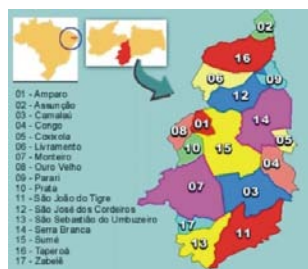 02
16
06
09
12
14
08
01
05
10
15
04
07
03
17
13
11
01 - Amparo
02 - Assunção
03 - Camalaú
04 - Congo
05 - Coxixola
06 - Livramento
07 - Monteiro
08 - Ouro Velho
09 - Parari
10 - Prata
11 - São João do Tigre
12 - São José dos Cordeiros
13 - São Sebastião do Umbuzeiro
14 - Serra Branca
15 - Sumé
16 - Taperoá
17 - Zabelê